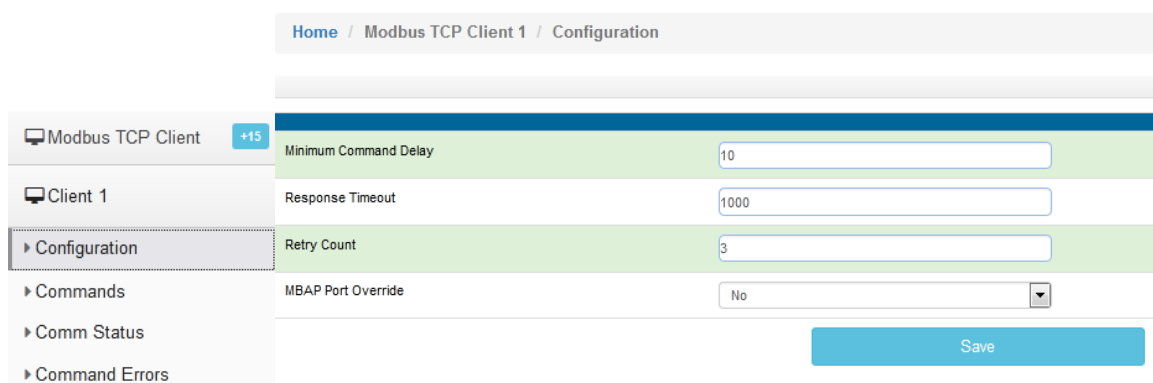 Home / Modbus TCP Client 1 / Configuration
Modbus TCP Client +15
Client 1
Configuration
Commands
Comm Status
Command Errors
Minimum Command Delay 10
Response Timeout 1000
Retry Count 3
MBAP Port Override No
Save